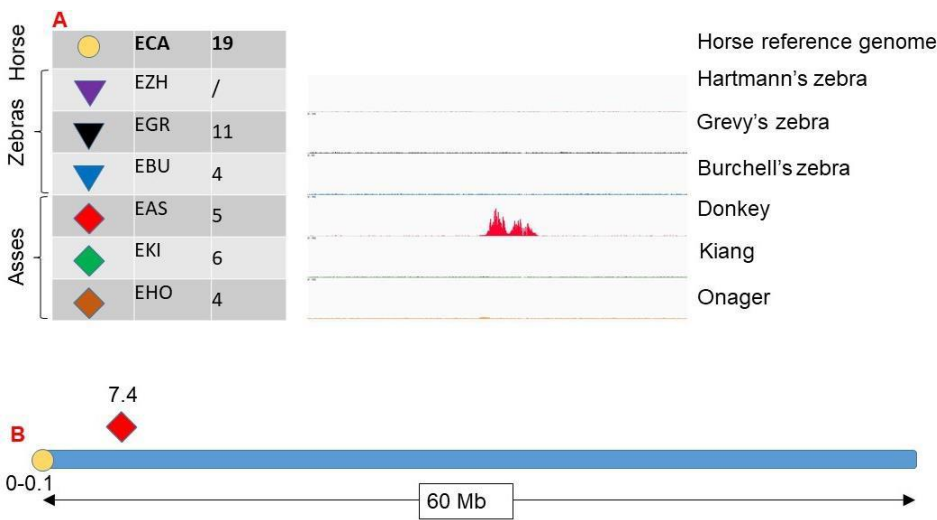 A
Horse
ECA 19
Horse reference genome
Zebras
EZH /
Hartmann's zebra
EGR 11
Grevy's zebra
EBU 4
Burchell's zebra
Asses
EAS 5
Donkey
EKI 6
Kiang
EHO 4
Onager
7.4
B
0-0.1
60 Mb